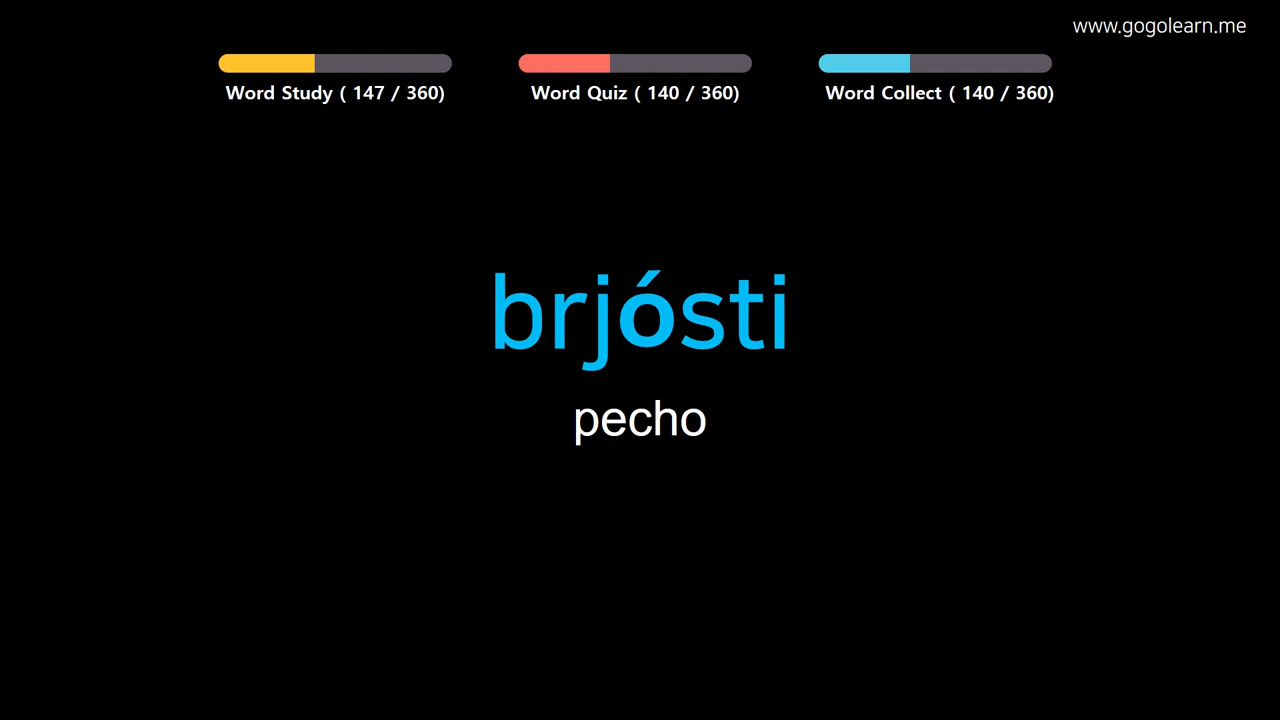 www.gogolearn.me
Word Study ( 147 / 360)
Word Quiz ( 140 / 360)
Word Collect ( 140 / 360)
brjósti
pecho